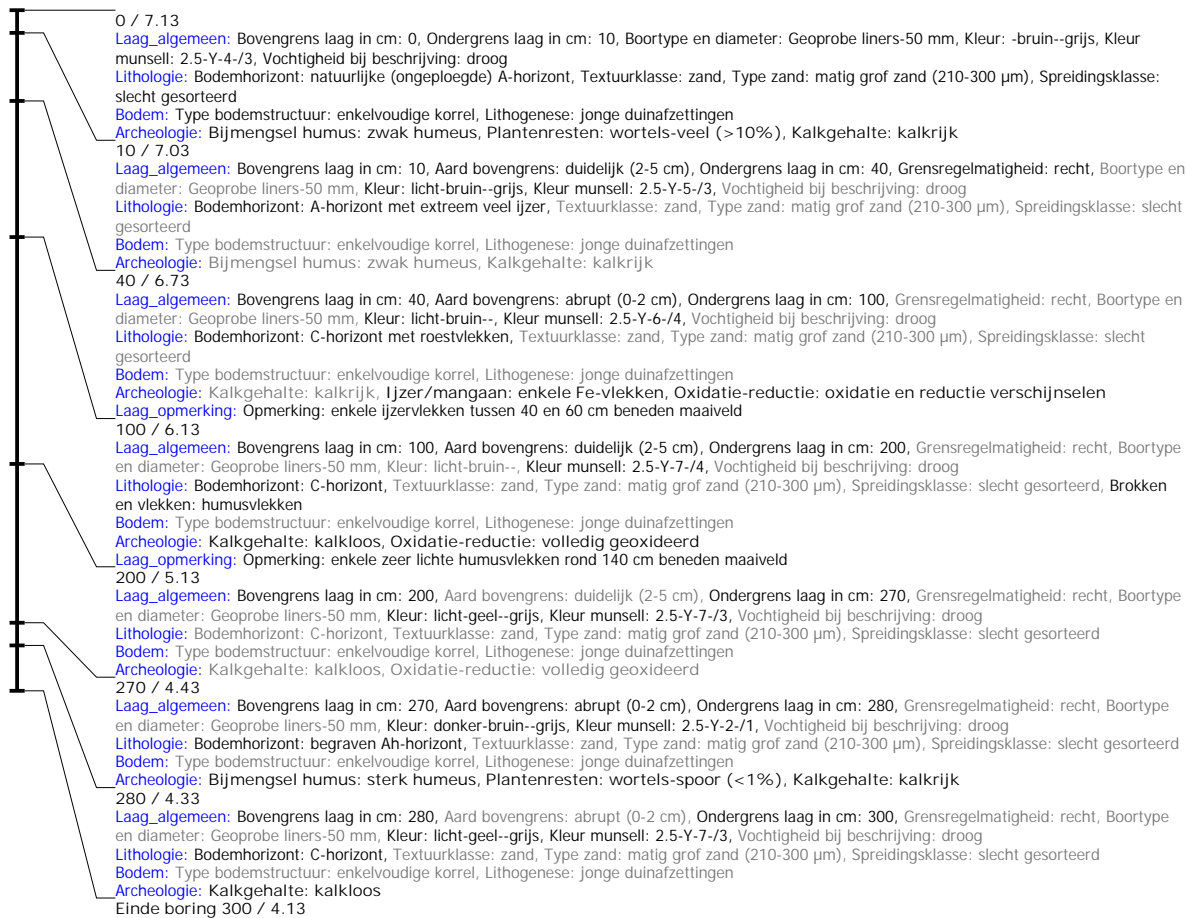 0 / 7.13
Laag_algemeen: Bovengrens laag in cm: 0, Ondergrens laag in cm: 10, Boortype en diameter: Geoprobe liners-50 mm, Kleur: -bruin--grijs, Kleur
munsell: 2.5-Y-4-/3, Vochtigheid bij beschrijving: droog
Lithologie: Bodemhorizont: natuurlijke (ongeploegde) A-horizont, Textuurklasse: zand, Type zand: matig grof zand (210-300 µm), Spreidingsklasse:
slecht gesorteerd
Bodem: Type bodemstructuur: enkelvoudige korrel, Lithogenese: jonge duinafzettingen
Archeologie: Bijmengsel humus: zwak humeus, Plantenresten: wortels-veel (>10%), Kalkgehalte: kalkrijk
10 / 7.03
Laag_algemeen: Bovengrens laag in cm: 10, Aard bovengrens: duidelijk (2-5 cm), Ondergrens laag in cm: 40, Grensregelmatigheid: recht, Boortype en
diameter: Geoprobe liners-50 mm, Kleur: licht-bruin--grijs, Kleur munsell: 2.5-Y-5-/3, Vochtigheid bij beschrijving: droog
Lithologie: Bodemhorizont: A-horizont met extreem veel ijzer, Textuurklasse: zand, Type zand: matig grof zand (210-300 µm), Spreidingsklasse: slecht
gesorteerd
Bodem: Type bodemstructuur: enkelvoudige korrel, Lithogenese: jonge duinafzettingen
Archeologie: Bijmengsel humus: zwak humeus, Kalkgehalte: kalkrijk
40 / 6.73
Laag_algemeen: Bovengrens laag in cm: 40, Aard bovengrens: abrupt (0-2 cm), Ondergrens laag in cm: 100, Grensregelmatigheid: recht, Boortype en
diameter: Geoprobe liners-50 mm, Kleur: licht-bruin--, Kleur munsell: 2.5-Y-6-/4, Vochtigheid bij beschrijving: droog
Lithologie: Bodemhorizont: C-horizont met roestvlekken, Textuurklasse: zand, Type zand: matig grof zand (210-300 µm), Spreidingsklasse: slecht
gesorteerd
Bodem: Type bodemstructuur: enkelvoudige korrel, Lithogenese: jonge duinafzettingen
Archeologie: Kalkgehalte: kalkrijk, Ijzer/mangaan: enkele Fe-vlekken, Oxidatie-reductie: oxidatie en reductie verschijnselen
Laag_opmerking: Opmerking: enkele ijzervlekken tussen 40 en 60 cm beneden maaiveld
100 / 6.13
Laag_algemeen: Bovengrens laag in cm: 100, Aard bovengrens: duidelijk (2-5 cm), Ondergrens laag in cm: 200, Grensregelmatigheid: recht, Boortype
en diameter: Geoprobe liners-50 mm, Kleur: licht-bruin--, Kleur munsell: 2.5-Y-7-/4, Vochtigheid bij beschrijving: droog
Lithologie: Bodemhorizont: C-horizont, Textuurklasse: zand, Type zand: matig grof zand (210-300 µm), Spreidingsklasse: slecht gesorteerd, Brokken
en vlekken: humusvlekken
Bodem: Type bodemstructuur: enkelvoudige korrel, Lithogenese: jonge duinafzettingen
Archeologie: Kalkgehalte: kalkloos, Oxidatie-reductie: volledig geoxideerd
Laag_opmerking: Opmerking: enkele zeer lichte humusvlekken rond 140 cm beneden maaiveld
200 / 5.13
Laag_algemeen: Bovengrens laag in cm: 200, Aard bovengrens: duidelijk (2-5 cm), Ondergrens laag in cm: 270, Grensregelmatigheid: recht, Boortype
en diameter: Geoprobe liners-50 mm, Kleur: licht-geel--grijs, Kleur munsell: 2.5-Y-7-/3, Vochtigheid bij beschrijving: droog
Lithologie: Bodemhorizont: C-horizont, Textuurklasse: zand, Type zand: matig grof zand (210-300 µm), Spreidingsklasse: slecht gesorteerd
Bodem: Type bodemstructuur: enkelvoudige korrel, Lithogenese: jonge duinafzettingen
Archeologie: Kalkgehalte: kalkloos, Oxidatie-reductie: volledig geoxideerd
270 / 4.43
Laag_algemeen: Bovengrens laag in cm: 270, Aard bovengrens: abrupt (0-2 cm), Ondergrens laag in cm: 280, Grensregelmatigheid: recht, Boortype
en diameter: Geoprobe liners-50 mm, Kleur: donker-bruin--grijs, Kleur munsell: 2.5-Y-2-/1, Vochtigheid bij beschrijving: droog
Lithologie: Bodemhorizont: begraven Ah-horizont, Textuurklasse: zand, Type zand: matig grof zand (210-300 µm), Spreidingsklasse: slecht gesorteerd
Bodem: Type bodemstructuur: enkelvoudige korrel, Lithogenese: jonge duinafzettingen
Archeologie: Bijmengsel humus: sterk humeus, Plantenresten: wortels-spoor (<1%), Kalkgehalte: kalkrijk
280 / 4.33
Laag_algemeen: Bovengrens laag in cm: 280, Aard bovengrens: abrupt (0-2 cm), Ondergrens laag in cm: 300, Grensregelmatigheid: recht, Boortype
en diameter: Geoprobe liners-50 mm, Kleur: licht-geel--grijs, Kleur munsell: 2.5-Y-7-/3, Vochtigheid bij beschrijving: droog
Lithologie: Bodemhorizont: C-horizont, Textuurklasse: zand, Type zand: matig grof zand (210-300 µm), Spreidingsklasse: slecht gesorteerd
Bodem: Type bodemstructuur: enkelvoudige korrel, Lithogenese: jonge duinafzettingen
Archeologie: Kalkgehalte: kalkloos
Einde boring 300 / 4.13